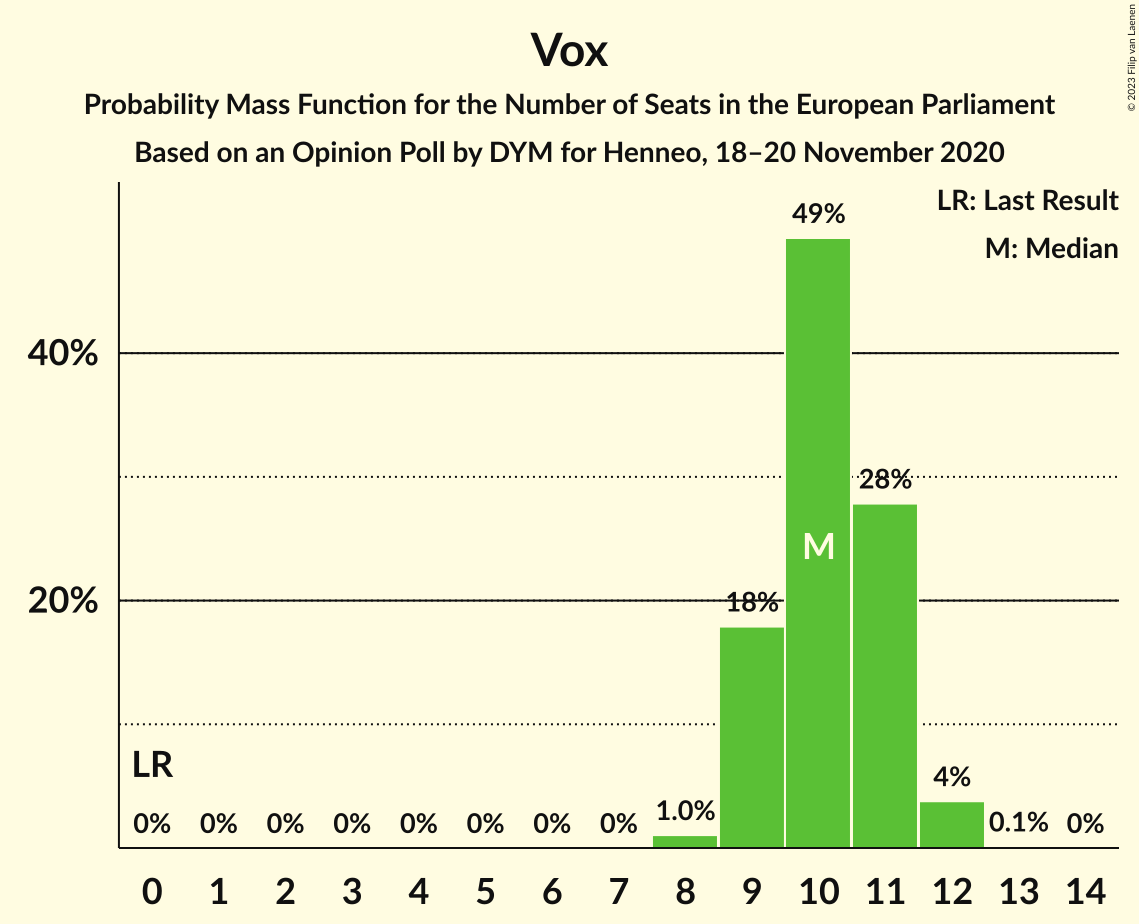 Vox
Probability Mass Function for the Number of Seats in the European Parliament
Based on an Opinion Poll by DYM for Henneo, 18–20 November 2020
© 2023 Filip van Laenen
LR: Last Result
M: Median
49%
40%
28%
M
20%
18%
LR
4%
0% 0% 0% 0% 0% 0% 0% 0% 1.0% 0.1% 0%
0 1 2 3 4 5 6 7 8 9 10 11 12 13 14